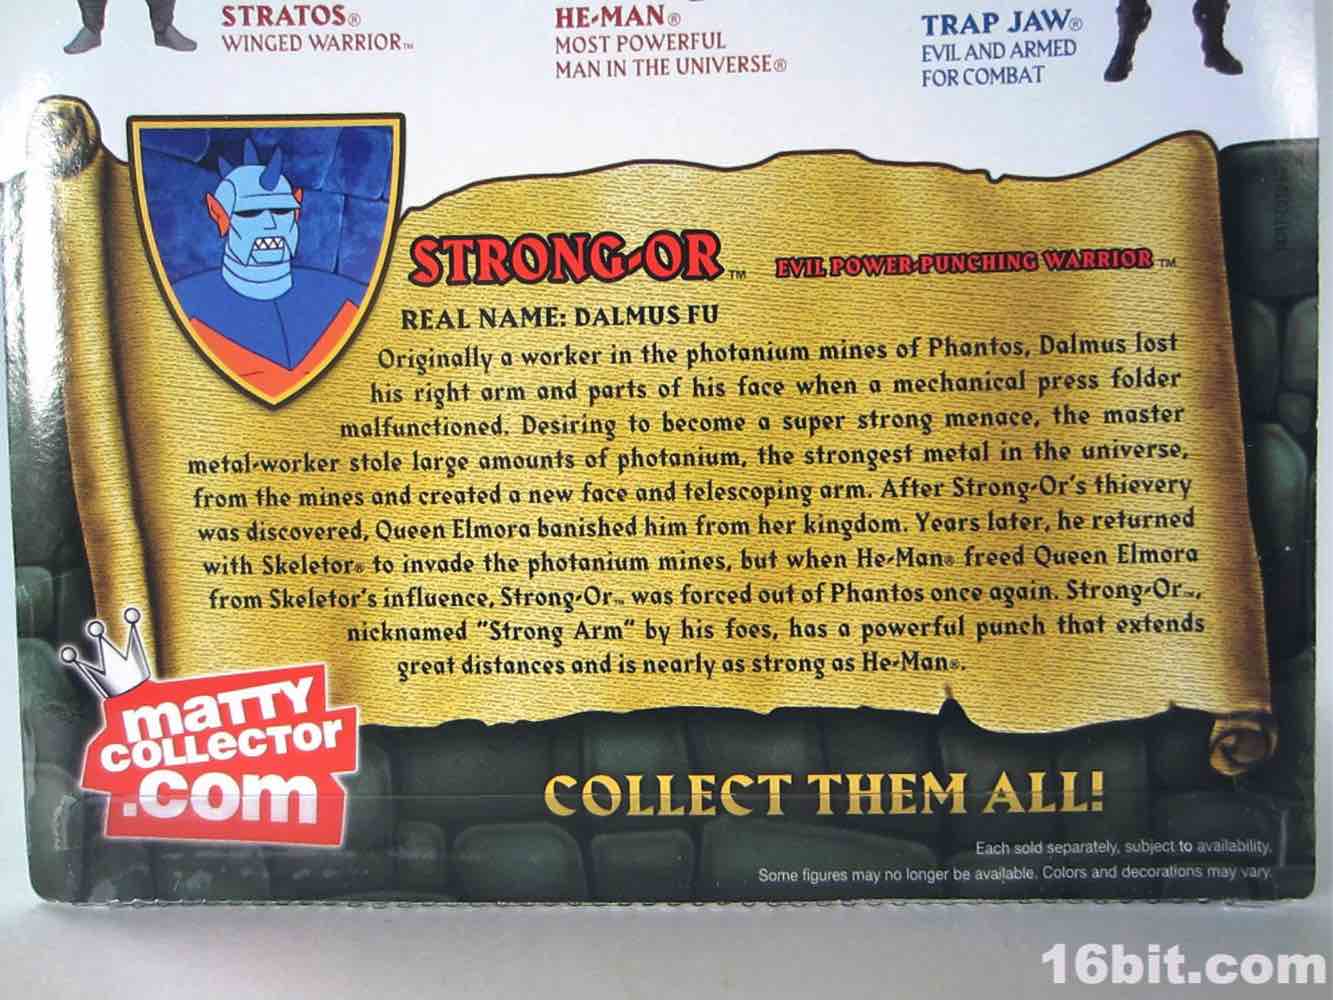 STRATOS®
WINGED WARRIOR™
HE-MAN®
MOST POWERFUL
MAN IN THE UNIVERSE®
TRAP JAW®
EVIL AND ARMED
FOR COMBAT
STRONG-OR™
EVIL POWER-PUNCHING WARRIOR™
REAL NAME: DALMUS FU
Originally a worker in the photanium mines of Phantos, Dalmus lost
his right arm and parts of his face when a mechanical press folder
malfunctioned. Desiring to become a super strong menace, the master
metal-worker stole large amounts of photanium, the strongest metal in the universe,
from the mines and created a new face and telescoping arm. After Strong-Or's thievery
was discovered, Queen Elmora banished him from her kingdom. Years later, he returned
with Skeletor® to invade the photanium mines, but when He-Man® freed Queen Elmora
from Skeletor's influence, Strong-Or™ was forced out of Phantos once again. Strong-Or™,
nicknamed "Strong Arm" by his foes, has a powerful punch that extends
great distances and is nearly as strong as He-Man®.
maTTY
COLLECTOR
.com
COLLECT THEM ALL!
Each sold separately, subject to availability.
Some figures may no longer be available. Colors and decorations may vary.
16bit.com